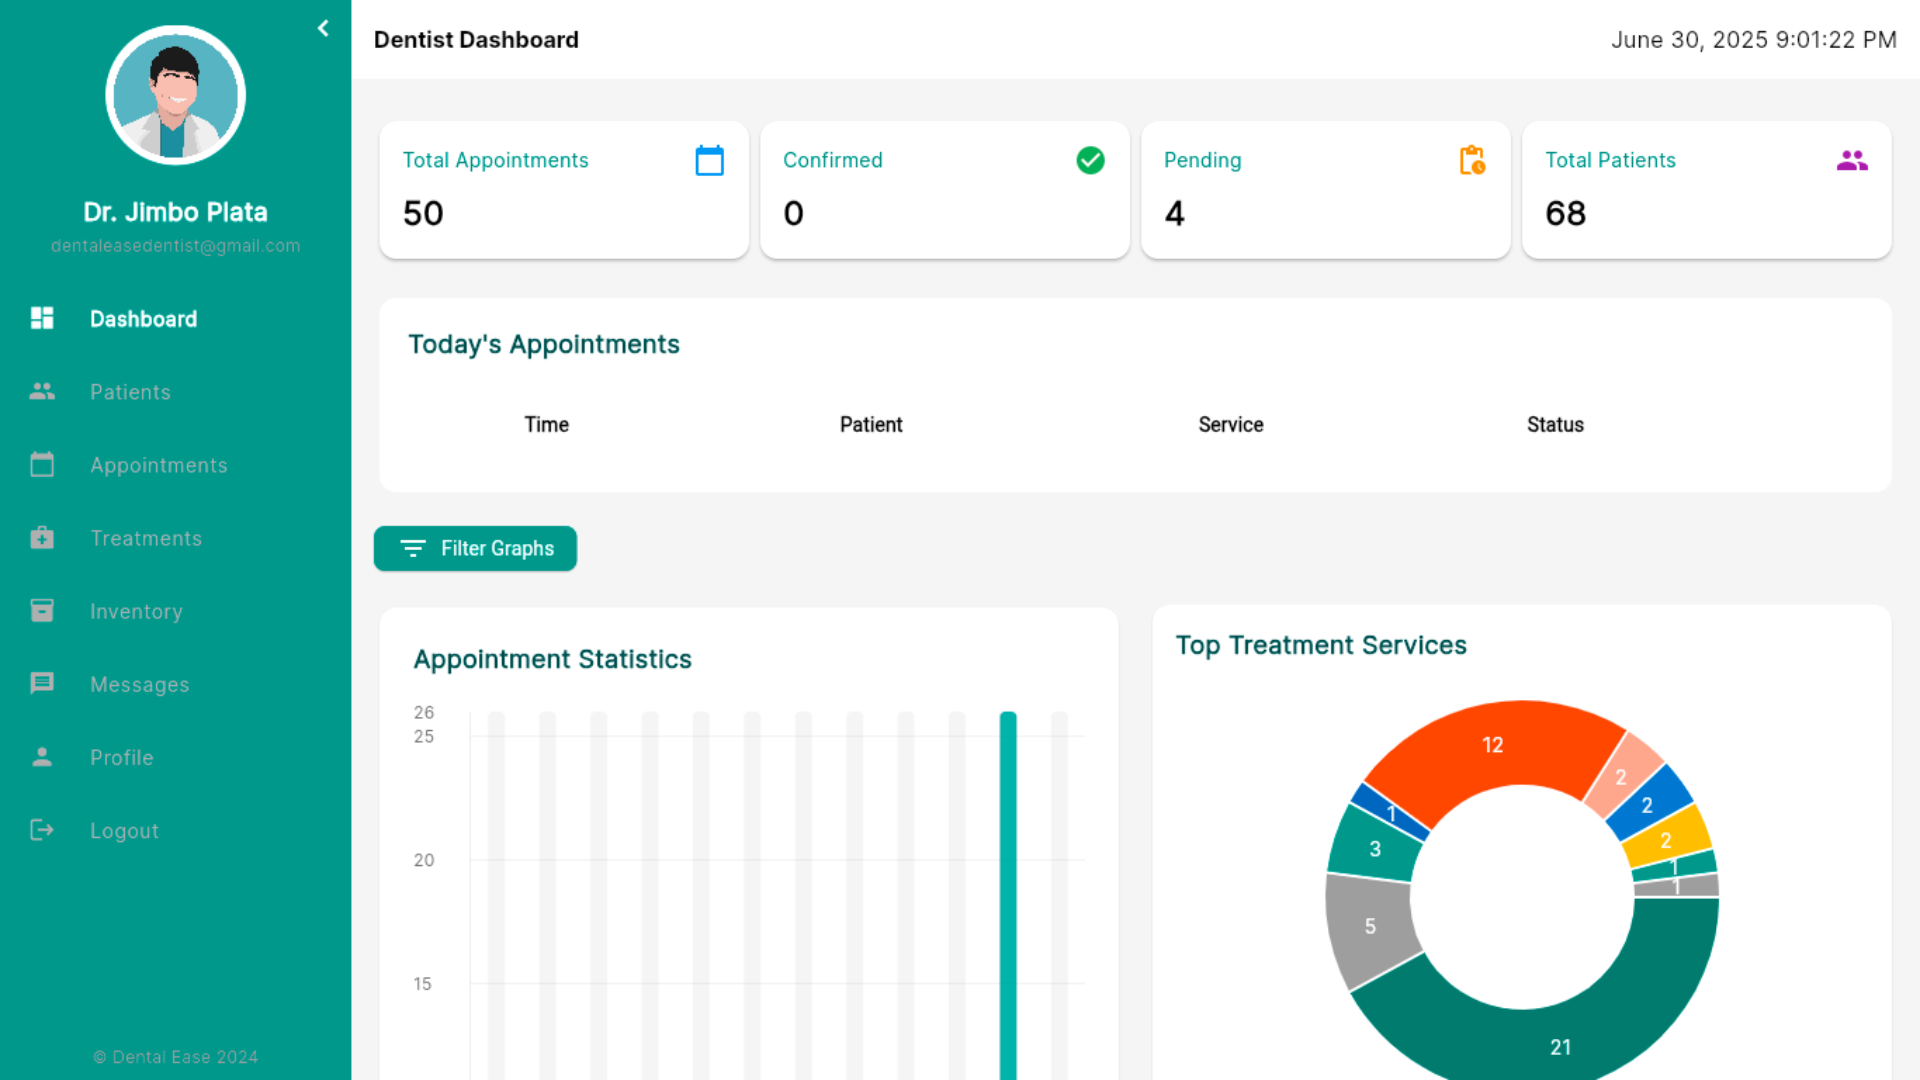 Dr. Jimbo Plata
dentaleasedentist@gmail.com
Dashboard
Patients
Appointments
Treatments
Inventory
Messages
Profile
Logout
© Dental Ease 2024
Dentist Dashboard
June 30, 2025 9:01:22 PM
Total Appointments
50
Confirmed
0
Pending
4
Total Patients
68
Today's Appointments
Time Patient Service Status
Filter Graphs
Appointment Statistics
26
25
20
15
Top Treatment Services
12
2
2
2
1
1
1
3
5
21